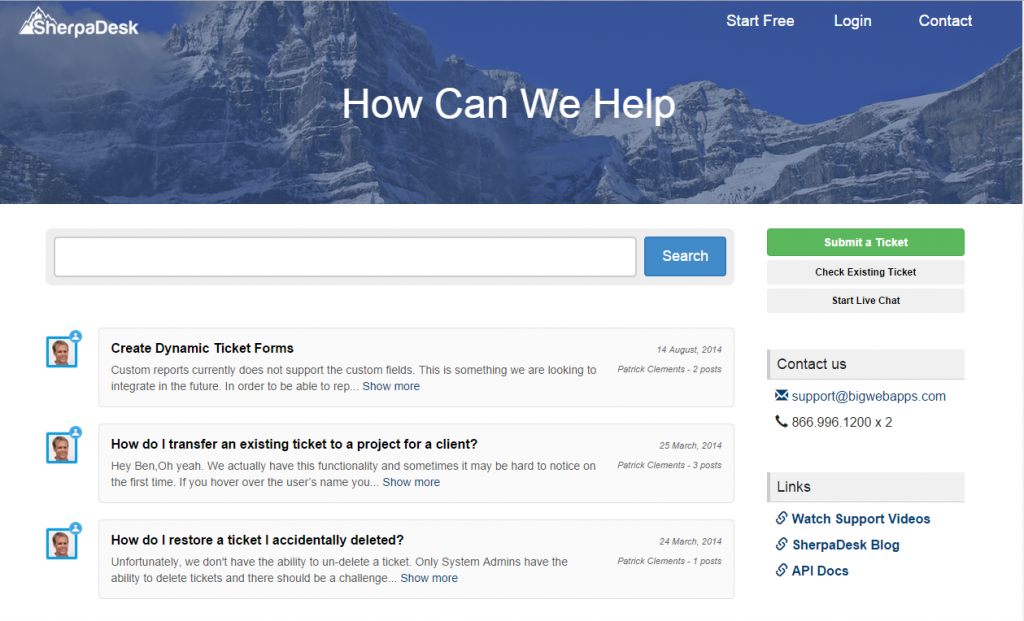 SherpaDesk
Start Free
Login
Contact
How Can We Help
Search
Create Dynamic Ticket Forms
14 August, 2014
Custom reports currently does not support the custom fields. This is something we are looking to
Patrick Clements - 2 posts
integrate in the future. In order to be able to rep... Show more
How do I transfer an existing ticket to a project for a client?
25 March, 2014
Hey Ben,Oh yeah. We actually have this functionality and sometimes it may be hard to notice on
Patrick Clements - 3 posts
the first time. If you hover over the user's name you... Show more
How do I restore a ticket I accidentally deleted?
24 March, 2014
Unfortunately, we don't have the ability to un-delete a ticket. Only System Admins have the
Patrick Clements - 1 posts
ability to delete tickets and there should be a challenge... Show more
Submit a Ticket
Check Existing Ticket
Start Live Chat
Contact us
support@bigwebapps.com
866.996.1200 x 2
Links
Watch Support Videos
SherpaDesk Blog
API Docs